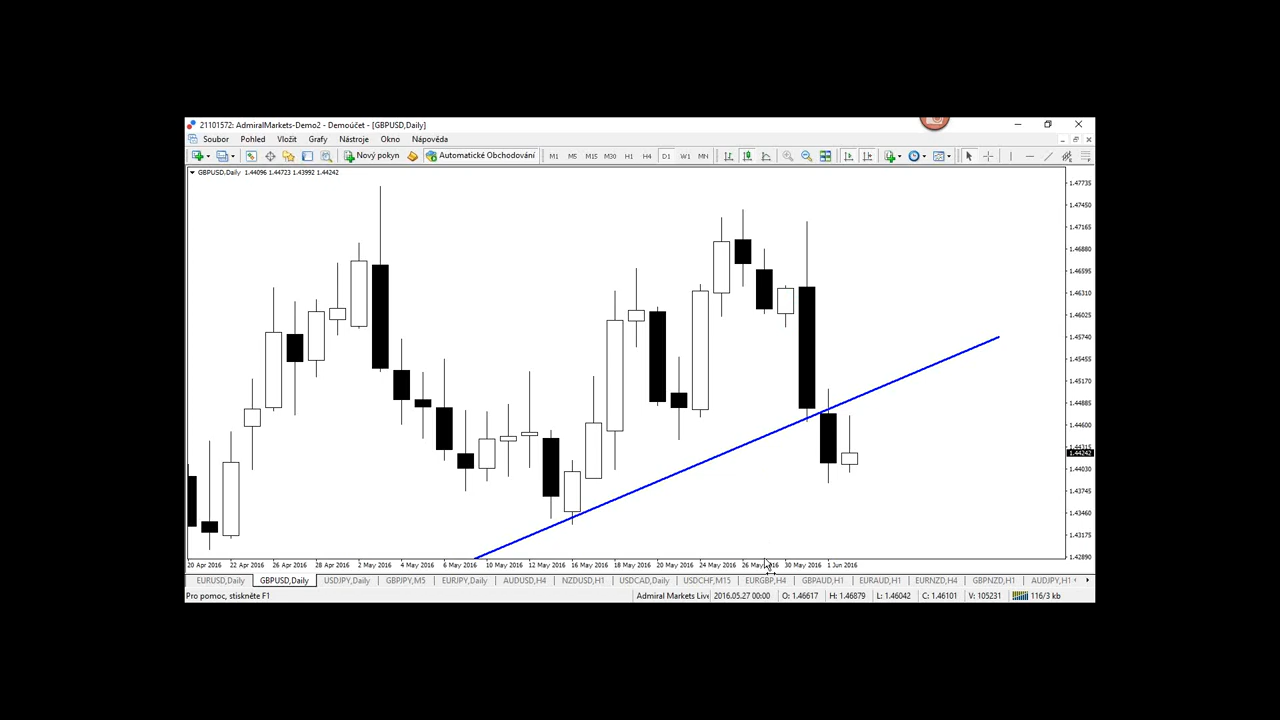 21101572: AdmiralMarkets-Demo2 - Demoúčet - [GBPUSD,Daily]
Soubor Pohled Vložit Grafy Nástroje Okno Nápověda
Nový pokyn Automatické Obchodování M1 M5 M15 M30 H1 H4 D1 W1 MN
GBPUSD,Daily 1.44096 1.44723 1.43992 1.44242
1.47735
1.47450
1.47165
1.46880
1.46595
1.46310
1.46025
1.45740
1.45455
1.45170
1.44885
1.44600
1.44315
1.44242
1.44030
1.43745
1.43460
1.43175
1.42890
20 Apr 2016 22 Apr 2016 26 Apr 2016 28 Apr 2016 2 May 2016 4 May 2016 6 May 2016 10 May 2016 12 May 2016 16 May 2016 18 May 2016 20 May 2016 24 May 2016 26 May 2016 30 May 2016 1 Jun 2016
EURUSD,Daily GBPUSD,Daily USDJPY,Daily GBPJPY,M5 EURJPY,Daily AUDUSD,H4 NZDUSD,H1 USDCAD,Daily USDCHF,M15 EURGBP,H4 GBPAUD,H1 EURAUD,H1 EURNZD,H4 GBPNZD,H1 AUDJPY,H1
Pro pomoc, stiskněte F1 Admiral Markets Live 2016.05.27 00:00 O: 1.46617 H: 1.46879 L: 1.46042 C: 1.46101 V: 105231 116/3 kb